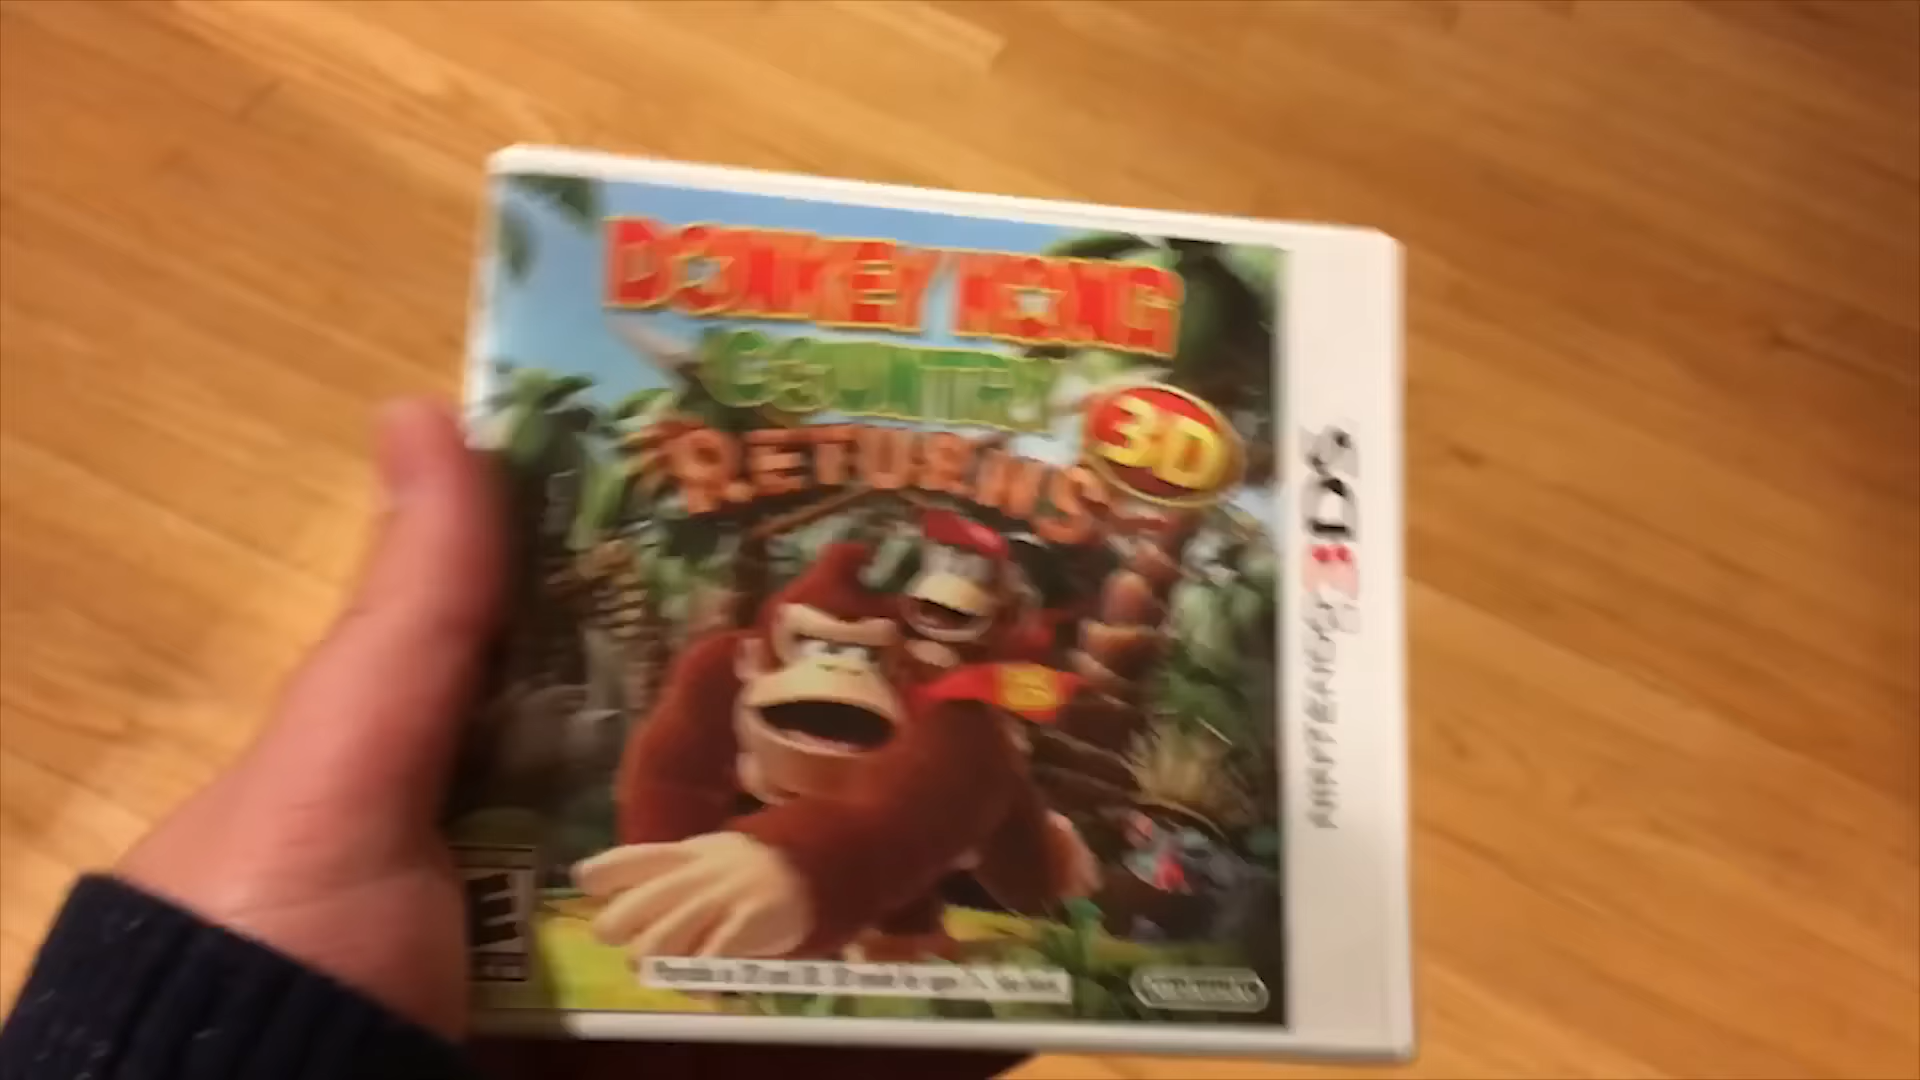 DONKEY KONG
COUNTRY
RETURNS
3D
NINTENDO 3DS
E
Nintendo